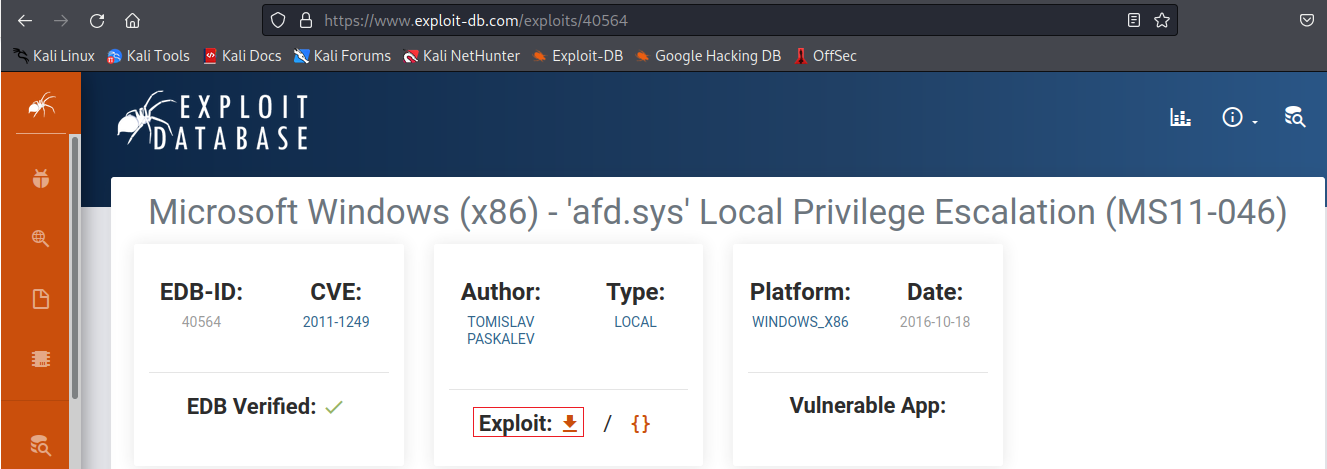 https://www.exploit-db.com/exploits/40564
Kali Linux Kali Tools Kali Docs Kali Forums Kali NetHunter Exploit-DB Google Hacking DB OffSec
EXPLOIT
DATABASE
Microsoft Windows (x86) - 'afd.sys' Local Privilege Escalation (MS11-046)
EDB-ID:
40564
CVE:
2011-1249
EDB Verified:
Author:
TOMISLAV
PASKALEV
Type:
LOCAL
Exploit: / {}
Platform:
WINDOWS_X86
Date:
2016-10-18
Vulnerable App: